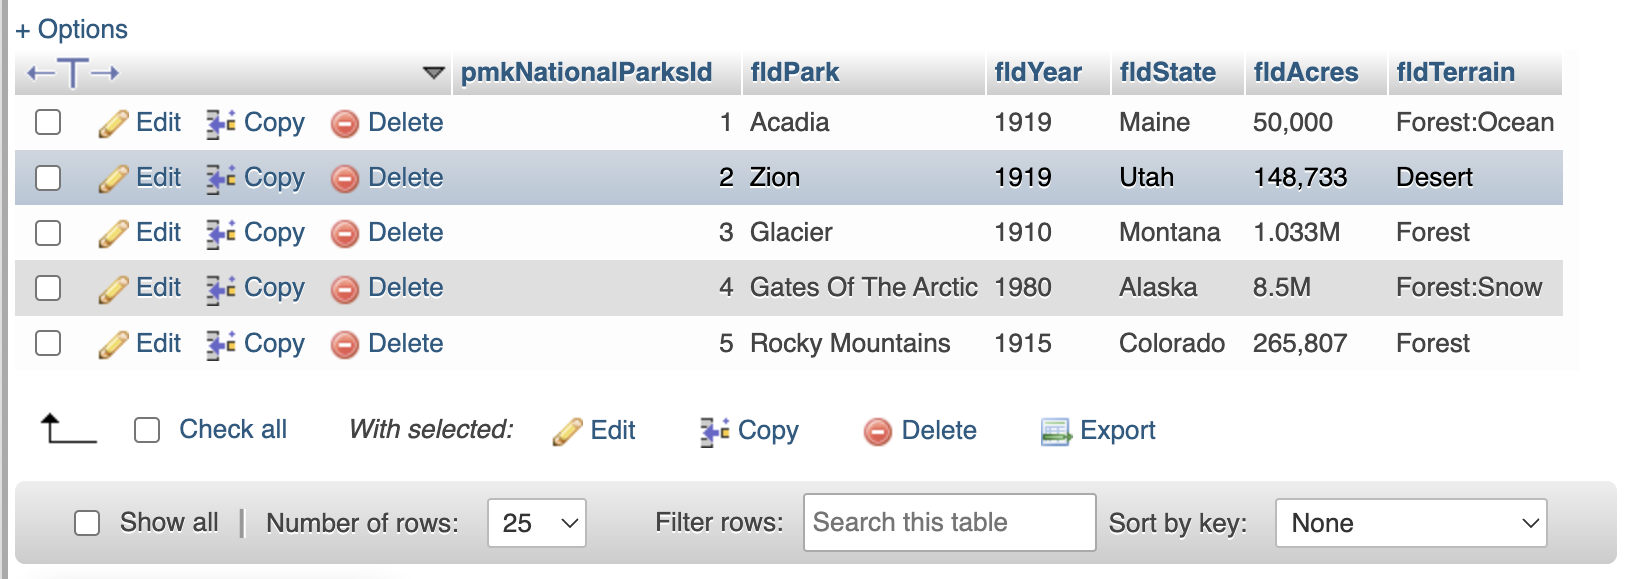 + Options
←T→ pmkNationalParksId fldPark fldYear fldState fldAcres fldTerrain
Edit Copy Delete 1 Acadia 1919 Maine 50,000 Forest:Ocean
Edit Copy Delete 2 Zion 1919 Utah 148,733 Desert
Edit Copy Delete 3 Glacier 1910 Montana 1.033M Forest
Edit Copy Delete 4 Gates Of The Arctic 1980 Alaska 8.5M Forest:Snow
Edit Copy Delete 5 Rocky Mountains 1915 Colorado 265,807 Forest
Check all With selected: Edit Copy Delete Export
Show all | Number of rows: 25 Filter rows: Search this table Sort by key: None